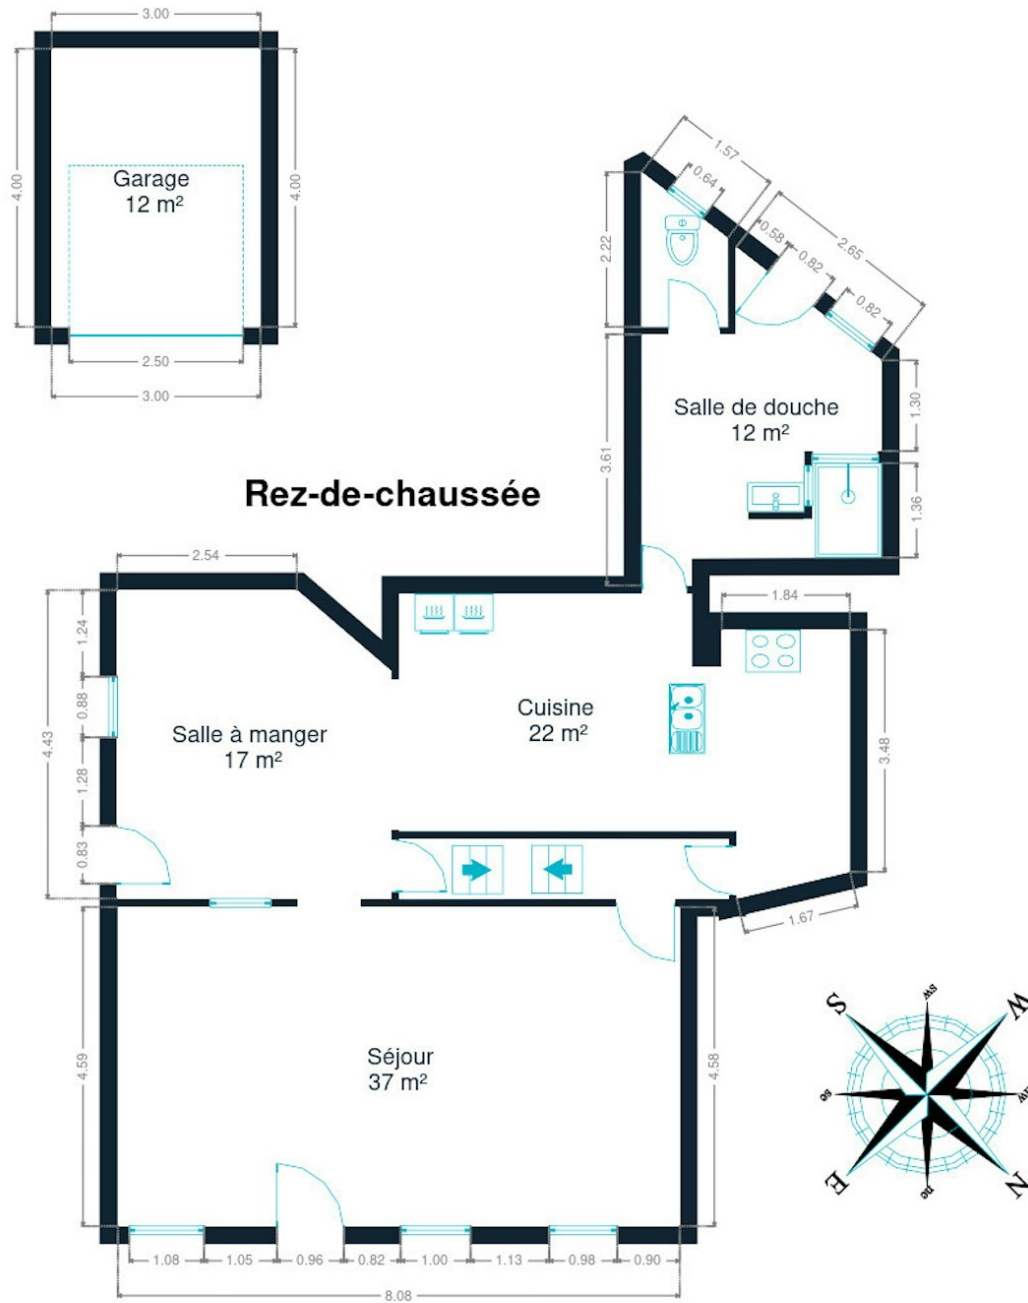 3.00
4.00
4.00
Garage
12 m²
2.50
3.00
1.57
0.64
2.22
0.58
0.82
2.65
0.82
Salle de douche
12 m²
1.30
3.61
1.36
Rez-de-chaussée
2.54
1.84
1.24
0.88
4.43
1.28
0.83
Salle à manger
17 m²
Cuisine
22 m²
3.48
1.67
4.59
Séjour
37 m²
4.58
S
sw
W
se
nw
E
ne
N
1.08
1.05
0.96
0.82
1.00
1.13
0.98
0.90
8.08